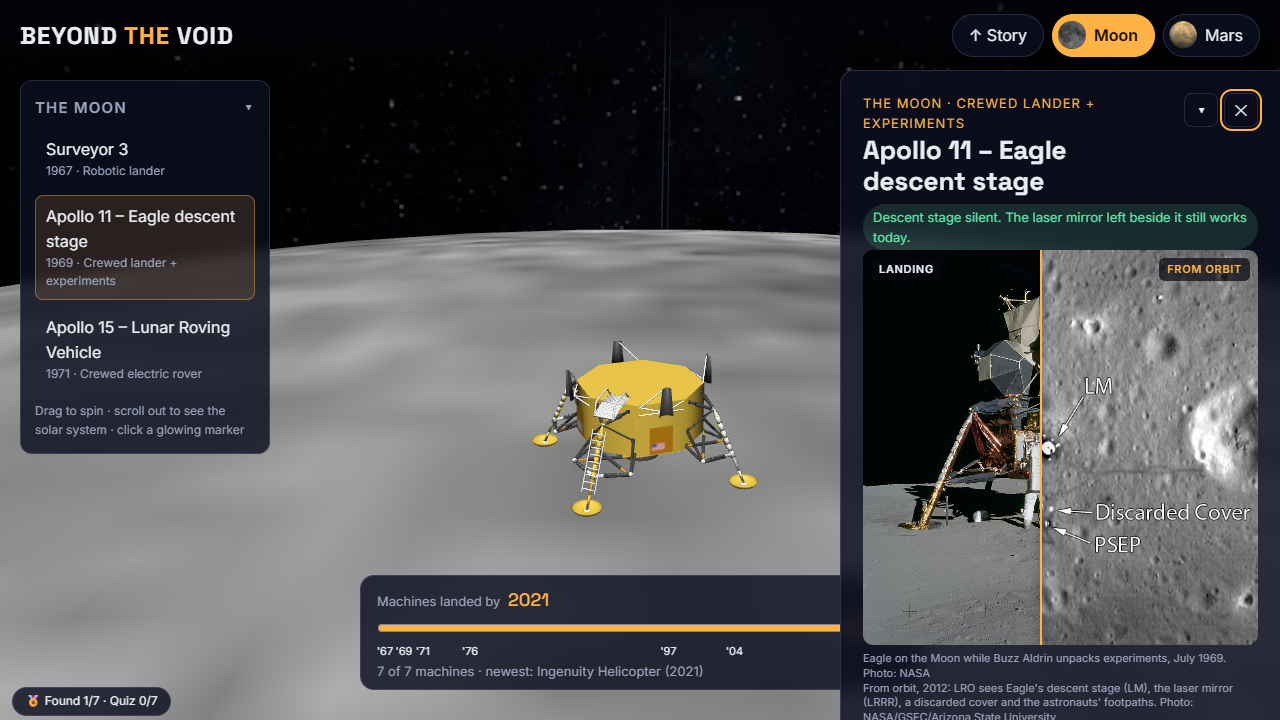 BEYOND THE VOID
↑ Story
Moon
Mars
THE MOON
Surveyor 3
1967 · Robotic lander
Apollo 11 – Eagle descent
stage
1969 · Crewed lander +
experiments
Apollo 15 – Lunar Roving
Vehicle
1971 · Crewed electric rover
Drag to spin · scroll out to see the
solar system · click a glowing marker
Machines landed by 2021
'67 '69 '71 '76 '97 '04
7 of 7 machines · newest: Ingenuity Helicopter (2021)
Found 1/7 · Quiz 0/7
THE MOON · CREWED LANDER +
EXPERIMENTS
Apollo 11 – Eagle
descent stage
Descent stage silent. The laser mirror left beside it still works
today.
LANDING
FROM ORBIT
LM
Discarded Cover
PSEP
Eagle on the Moon while Buzz Aldrin unpacks experiments, July 1969.
Photo: NASA
From orbit, 2012: LRO sees Eagle's descent stage (LM), the laser mirror
(LRRR), a discarded cover and the astronauts' footpaths. Photo:
NASA/GSFC/Arizona State University